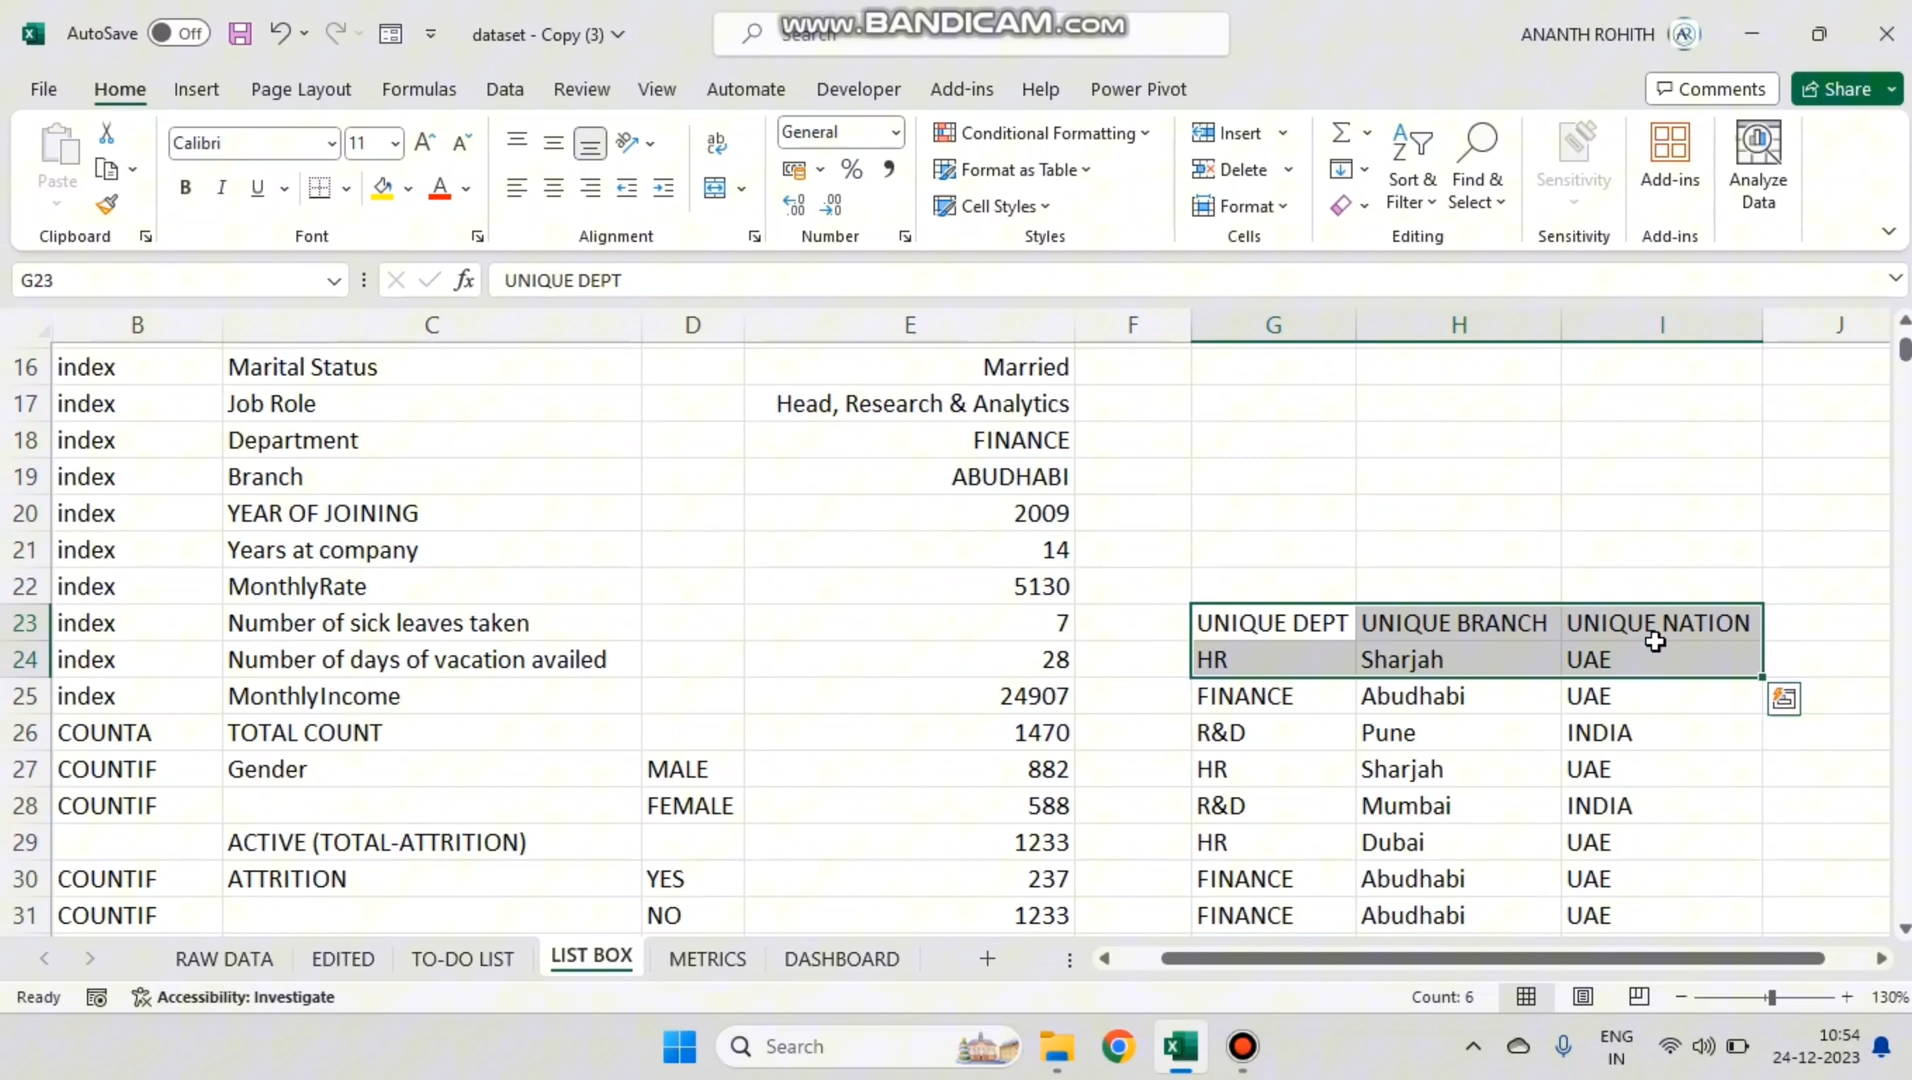 www.BANDICAM.com
AutoSave Off dataset - Copy (3) Search ANANTH ROHITH AR
File Home Insert Page Layout Formulas Data Review View Automate Developer Add-ins Help Power Pivot Comments Share
Paste Calibri 11 General Conditional Formatting Insert
% Format as Table Delete Sort & Filter Find & Select Sensitivity Add-ins Analyze Data
B I U A Cell Styles Format
Clipboard Font Alignment Number Styles Cells Editing Sensitivity Add-ins
G23 fx UNIQUE DEPT
B C D E F G H I J
16 index Marital Status Married
17 index Job Role Head, Research & Analytics
18 index Department FINANCE
19 index Branch ABUDHABI
20 index YEAR OF JOINING 2009
21 index Years at company 14
22 index MonthlyRate 5130
23 index Number of sick leaves taken 7 UNIQUE DEPT UNIQUE BRANCH UNIQUE NATION
24 index Number of days of vacation availed 28 HR Sharjah UAE
25 index MonthlyIncome 24907 FINANCE Abudhabi UAE
26 COUNTA TOTAL COUNT 1470 R&D Pune INDIA
27 COUNTIF Gender MALE 882 HR Sharjah UAE
28 COUNTIF FEMALE 588 R&D Mumbai INDIA
29 ACTIVE (TOTAL-ATTRITION) 1233 HR Dubai UAE
30 COUNTIF ATTRITION YES 237 FINANCE Abudhabi UAE
31 COUNTIF NO 1233 FINANCE Abudhabi UAE
RAW DATA EDITED TO-DO LIST LIST BOX METRICS DASHBOARD
Ready Accessibility: Investigate Count: 6 130%
Search ENG IN 10:54 24-12-2023